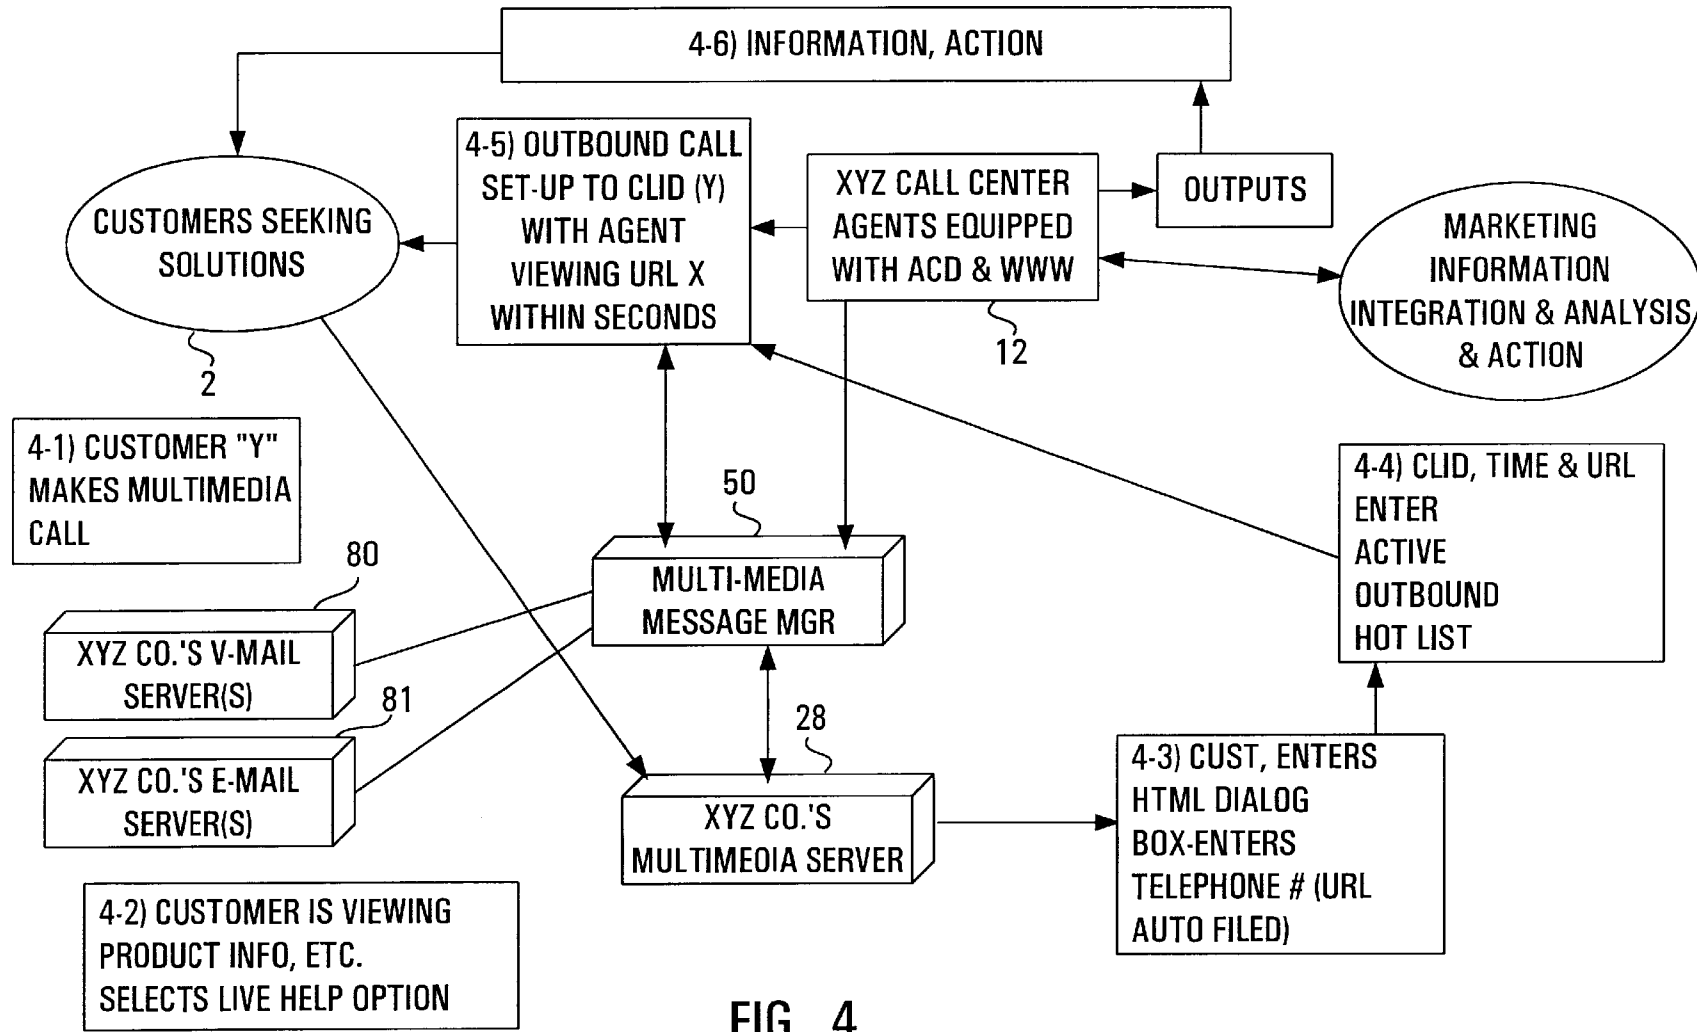 4-6) INFORMATION, ACTION
4-5) OUTBOUND CALL
SET-UP TO CLID (Y)
WITH AGENT
VIEWING URL X
WITHIN SECONDS
XYZ CALL CENTER
AGENTS EQUIPPED
WITH ACD & WWW
12
OUTPUTS
CUSTOMERS SEEKING
SOLUTIONS
2
MARKETING
INFORMATION
INTEGRATION & ANALYSIS
& ACTION
4-1) CUSTOMER "Y"
MAKES MULTIMEDIA
CALL
50
MULTI-MEDIA
MESSAGE MGR
4-4) CLID, TIME & URL
ENTER
ACTIVE
OUTBOUND
HOT LIST
80
XYZ CO.'S V-MAIL
SERVER(S)
81
XYZ CO.'S E-MAIL
SERVER(S)
28
XYZ CO.'S
MULTIMEOIA SERVER
4-3) CUST, ENTERS
HTML DIALOG
BOX-ENTERS
TELEPHONE # (URL
AUTO FILED)
4-2) CUSTOMER IS VIEWING
PRODUCT INFO, ETC.
SELECTS LIVE HELP OPTION
FIG. 4